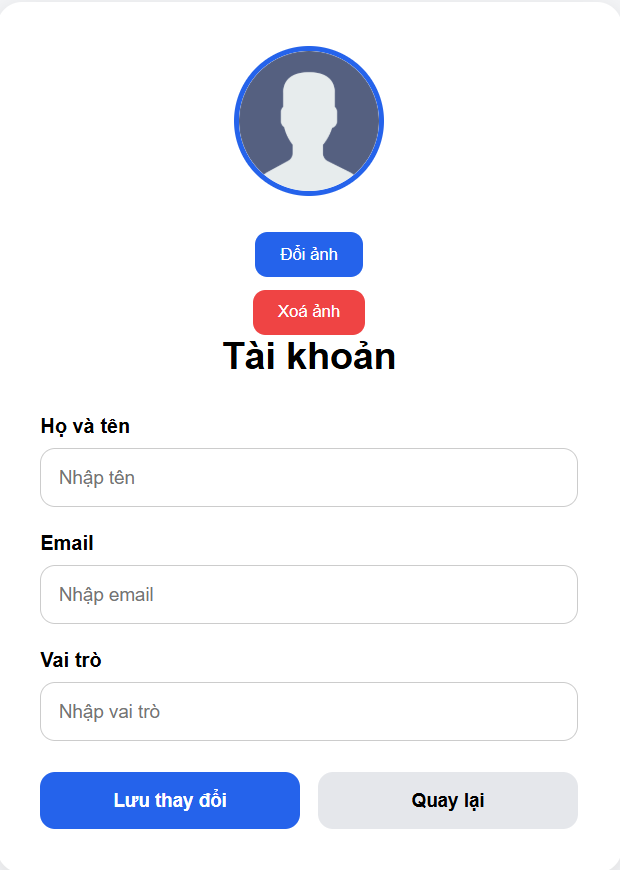 Đổi ảnh
Xoá ảnh
Tài khoản
Họ và tên
Nhập tên
Email
Nhập email
Vai trò
Nhập vai trò
Lưu thay đổi
Quay lại